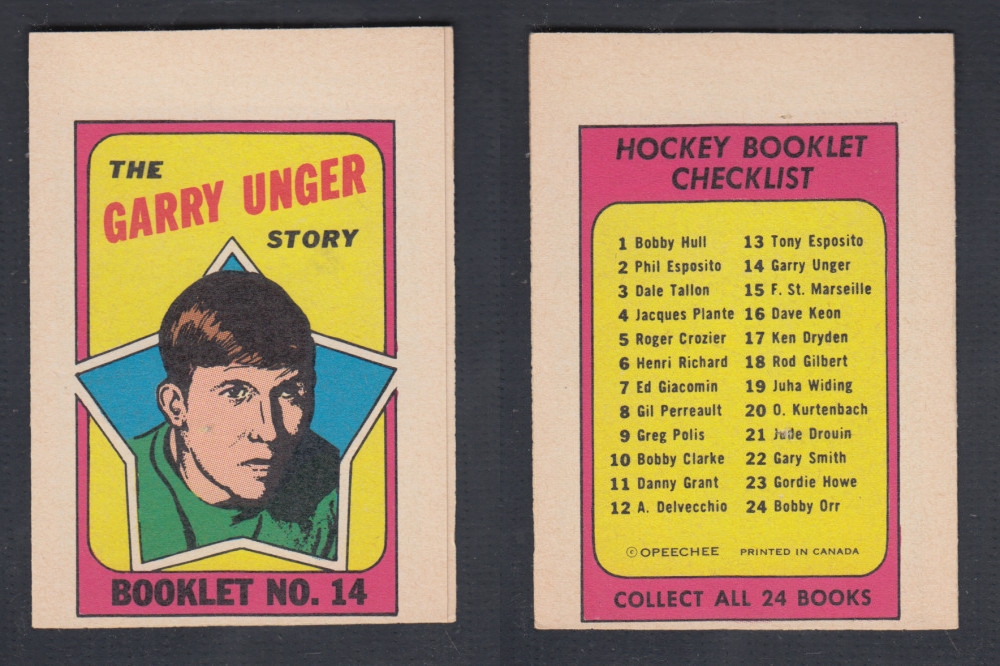 THE
GARRY UNGER
STORY
BOOKLET NO. 14
HOCKEY BOOKLET
CHECKLIST
1 Bobby Hull
2 Phil Esposito
3 Dale Tallon
4 Jacques Plante
5 Roger Crozier
6 Henri Richard
7 Ed Giacomin
8 Gil Perreault
9 Greg Polis
10 Bobby Clarke
11 Danny Grant
12 A. Delvecchio
13 Tony Esposito
14 Garry Unger
15 F. St. Marseille
16 Dave Keon
17 Ken Dryden
18 Rod Gilbert
19 Juha Widing
20 O. Kurtenbach
21 Jude Drouin
22 Gary Smith
23 Gordie Howe
24 Bobby Orr
© OPEECHEE PRINTED IN CANADA
COLLECT ALL 24 BOOKS